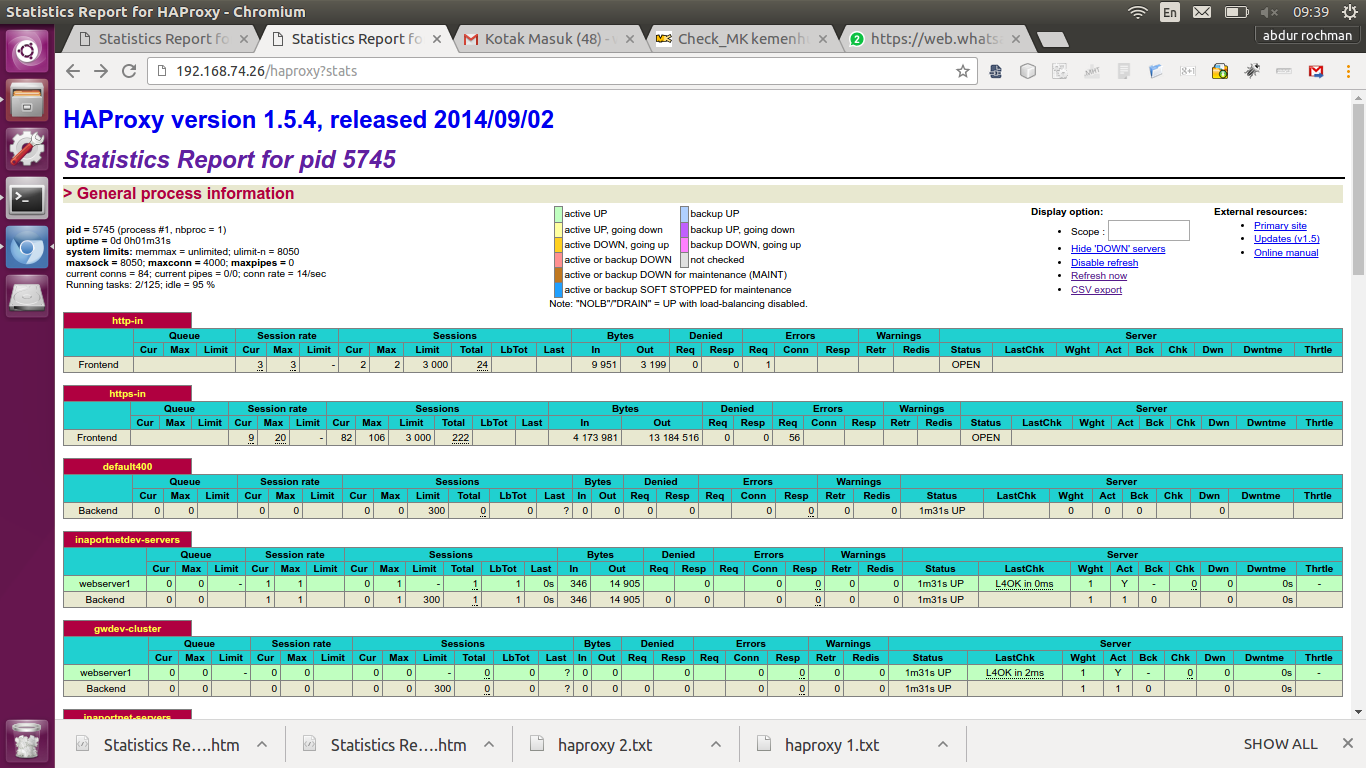 Statistics Report for HAProxy - Chromium
En
09:39
Statistics Report fo
Statistics Report fo
Kotak Masuk (48) -
Check_MK kemenh
2
https://web.whats
abdur rochman
192.168.74.26/haproxy?stats
HAProxy version 1.5.4, released 2014/09/02
Statistics Report for pid 5745
> General process information
pid = 5745 (process #1, nbproc = 1)
uptime = 0d 0h01m31s
system limits: memmax = unlimited; ulimit-n = 8050
maxsock = 8050; maxconn = 4000; maxpipes = 0
current conns = 84; current pipes = 0/0; conn rate = 14/sec
Running tasks: 2/125; idle = 95 %
active UP backup UP
active UP, going down backup UP, going down
active DOWN, going up backup DOWN, going up
active or backup DOWN not checked
active or backup DOWN for maintenance (MAINT)
active or backup SOFT STOPPED for maintenance
Note: "NOLB"/"DRAIN" = UP with load-balancing disabled.
Display option:
Scope :
Hide 'DOWN' servers
Disable refresh
Refresh now
CSV export
External resources:
Primary site
Updates (v1.5)
Online manual
http-in
Queue Session rate Sessions Bytes Denied Errors Warnings Server
Cur Max Limit Cur Max Limit Cur Max Limit Total LbTot Last In Out Req Resp Req Conn Resp Retr Redis Status LastChk Wght Act Bck Chk Dwn Dwntme Thrtle
Frontend 3 3 - 2 2 3 000 24 9 951 3 199 0 0 1 OPEN
https-in
Queue Session rate Sessions Bytes Denied Errors Warnings Server
Cur Max Limit Cur Max Limit Cur Max Limit Total LbTot Last In Out Req Resp Req Conn Resp Retr Redis Status LastChk Wght Act Bck Chk Dwn Dwntme Thrtle
Frontend 9 20 - 82 106 3 000 222 4 173 981 13 184 516 0 0 56 OPEN
default400
Queue Session rate Sessions Bytes Denied Errors Warnings Server
Cur Max Limit Cur Max Limit Cur Max Limit Total LbTot Last In Out Req Resp Req Conn Resp Retr Redis Status LastChk Wght Act Bck Chk Dwn Dwntme Thrtle
Backend 0 0 0 0 0 0 300 0 0 ? 0 0 0 0 0 0 0 0 1m31s UP 0 0 0 0
inaportnetdev-servers
Queue Session rate Sessions Bytes Denied Errors Warnings Server
Cur Max Limit Cur Max Limit Cur Max Limit Total LbTot Last In Out Req Resp Req Conn Resp Retr Redis Status LastChk Wght Act Bck Chk Dwn Dwntme Thrtle
webserver1 0 0 - 1 1 0 1 - 1 1 0s 346 14 905 0 0 0 0 0 1m31s UP L4OK in 0ms 1 Y - 0 0 0s -
Backend 0 0 1 1 0 1 300 1 1 0s 346 14 905 0 0 0 0 0 0 1m31s UP 1 1 0 0 0s
gwdev-cluster
Queue Session rate Sessions Bytes Denied Errors Warnings Server
Cur Max Limit Cur Max Limit Cur Max Limit Total LbTot Last In Out Req Resp Req Conn Resp Retr Redis Status LastChk Wght Act Bck Chk Dwn Dwntme Thrtle
webserver1 0 0 - 0 0 0 0 - 0 0 ? 0 0 0 0 0 0 0 1m31s UP L4OK in 2ms 1 Y - 0 0 0s -
Backend 0 0 0 0 0 0 300 0 0 ? 0 0 0 0 0 0 0 0 1m31s UP 1 1 0 0 0s
inaportnet-servers
Statistics Re....htm
Statistics Re....htm
haproxy 2.txt
haproxy 1.txt
SHOW ALL